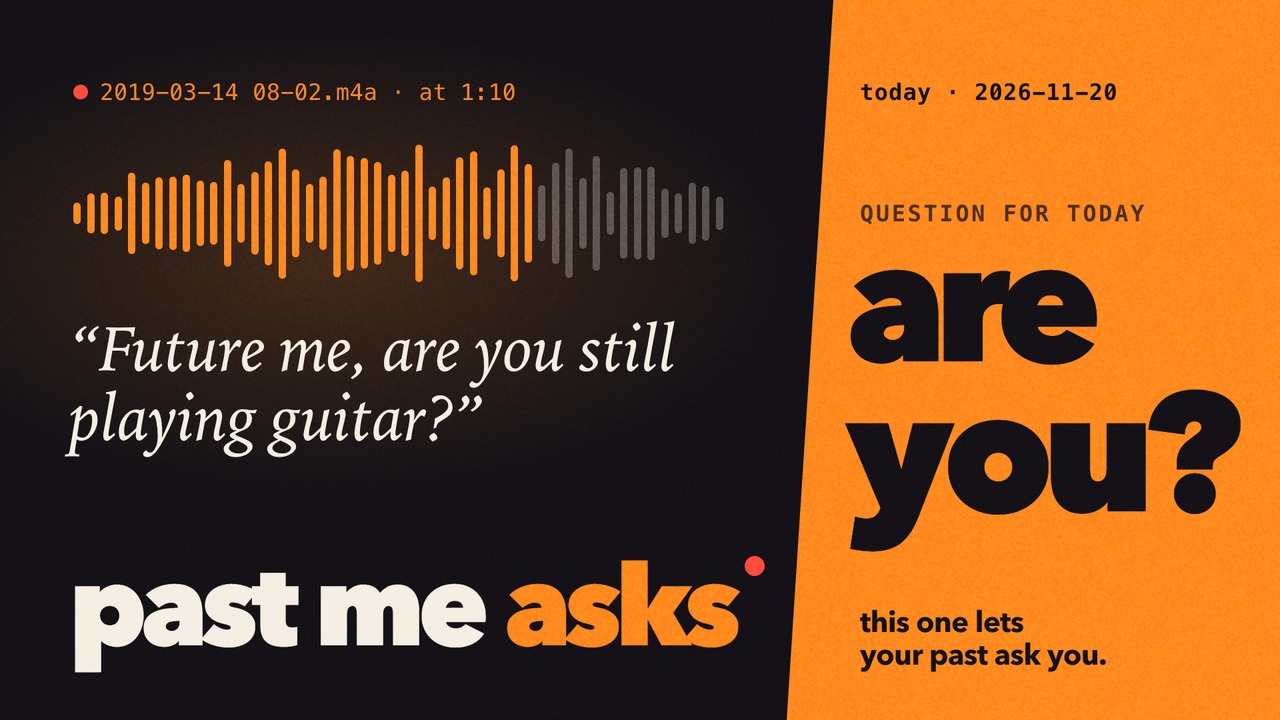 2019-03-14 08-02.m4a · at 1:10
“Future me, are you still
playing guitar?”
past me asks
today · 2026-11-20
QUESTION FOR TODAY
are
you?
this one lets
your past ask you.